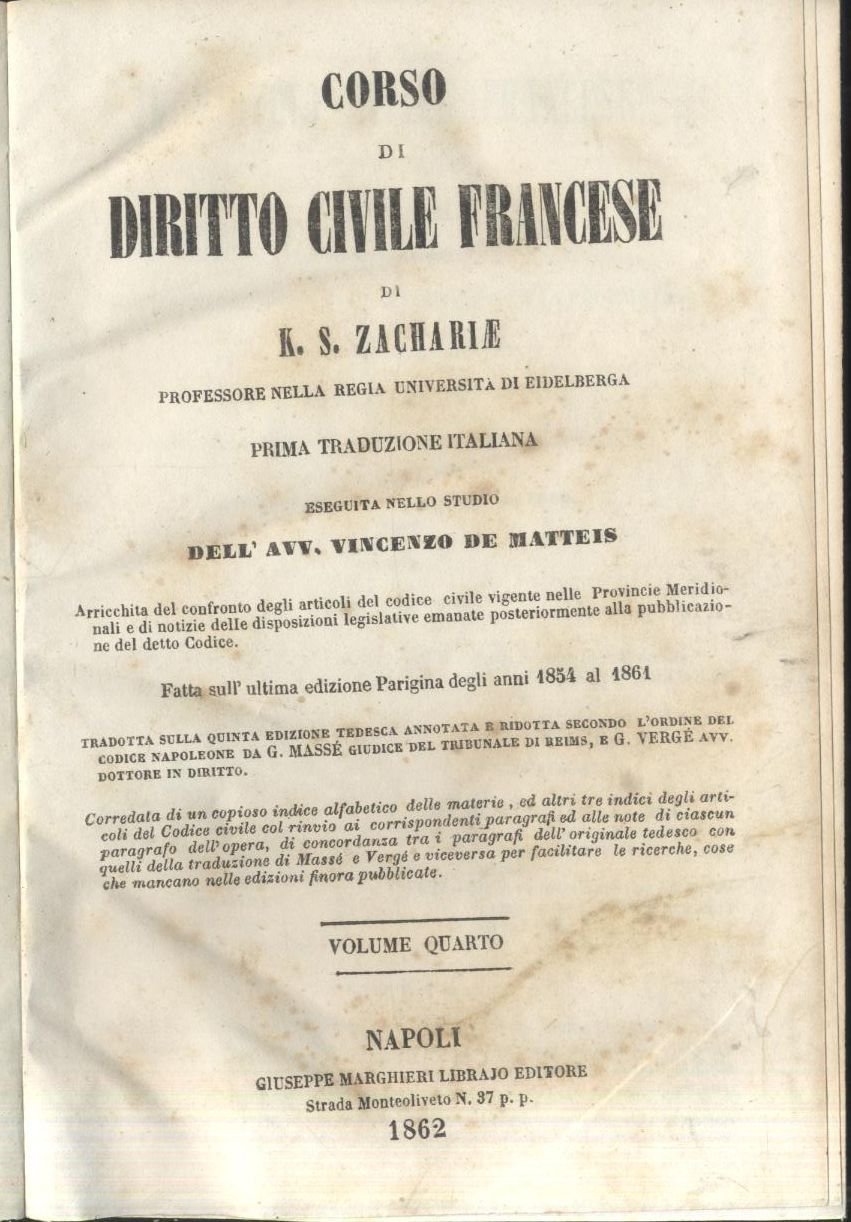 CORSO
DI
DIRITTO CIVILE FRANCESE
DI
K. S. ZACHARIÆ
PROFESSORE NELLA REGIA UNIVERSITÀ DI EIDELBERGA
PRIMA TRADUZIONE ITALIANA
ESEGUITA NELLO STUDIO
DELL' AVV. VINCENZO DE MATTEIS
Arricchita del confronto degli articoli del codice civile vigente nelle Provincie Meridio-
nali e di notizie delle disposizioni legislative emanate posteriormente alla pubblicazio-
ne del detto Codice.
Fatta sull' ultima edizione Parigina degli anni 1854 al 1861
TRADOTTA SULLA QUINTA EDIZIONE TEDESCA ANNOTATA E RIDOTTA SECONDO L'ORDINE DEL
CODICE NAPOLEONE DA G. MASSÉ GIUDICE DEL TRIBUNALE DI REIMS, E G. VERGÉ AVV.
DOTTORE IN DIRITTO.
Corredata di un copioso indice alfabetico delle materie, ed altri tre indici degli arti-
coli del Codice civile col rinvio ai corrispondenti paragrafi ed alle note di ciascun
paragrafo dell'opera, di concordanza tra i paragrafi dell'originale tedesco con
quelli della traduzione di Massé e Vergé e viceversa per facilitare le ricerche, cose
che mancano nelle edizioni finora pubblicate.
VOLUME QUARTO
NAPOLI
GIUSEPPE MARGHIERI LIBRAJO EDITORE
Strada Monteoliveto N. 37 p. p.
1862